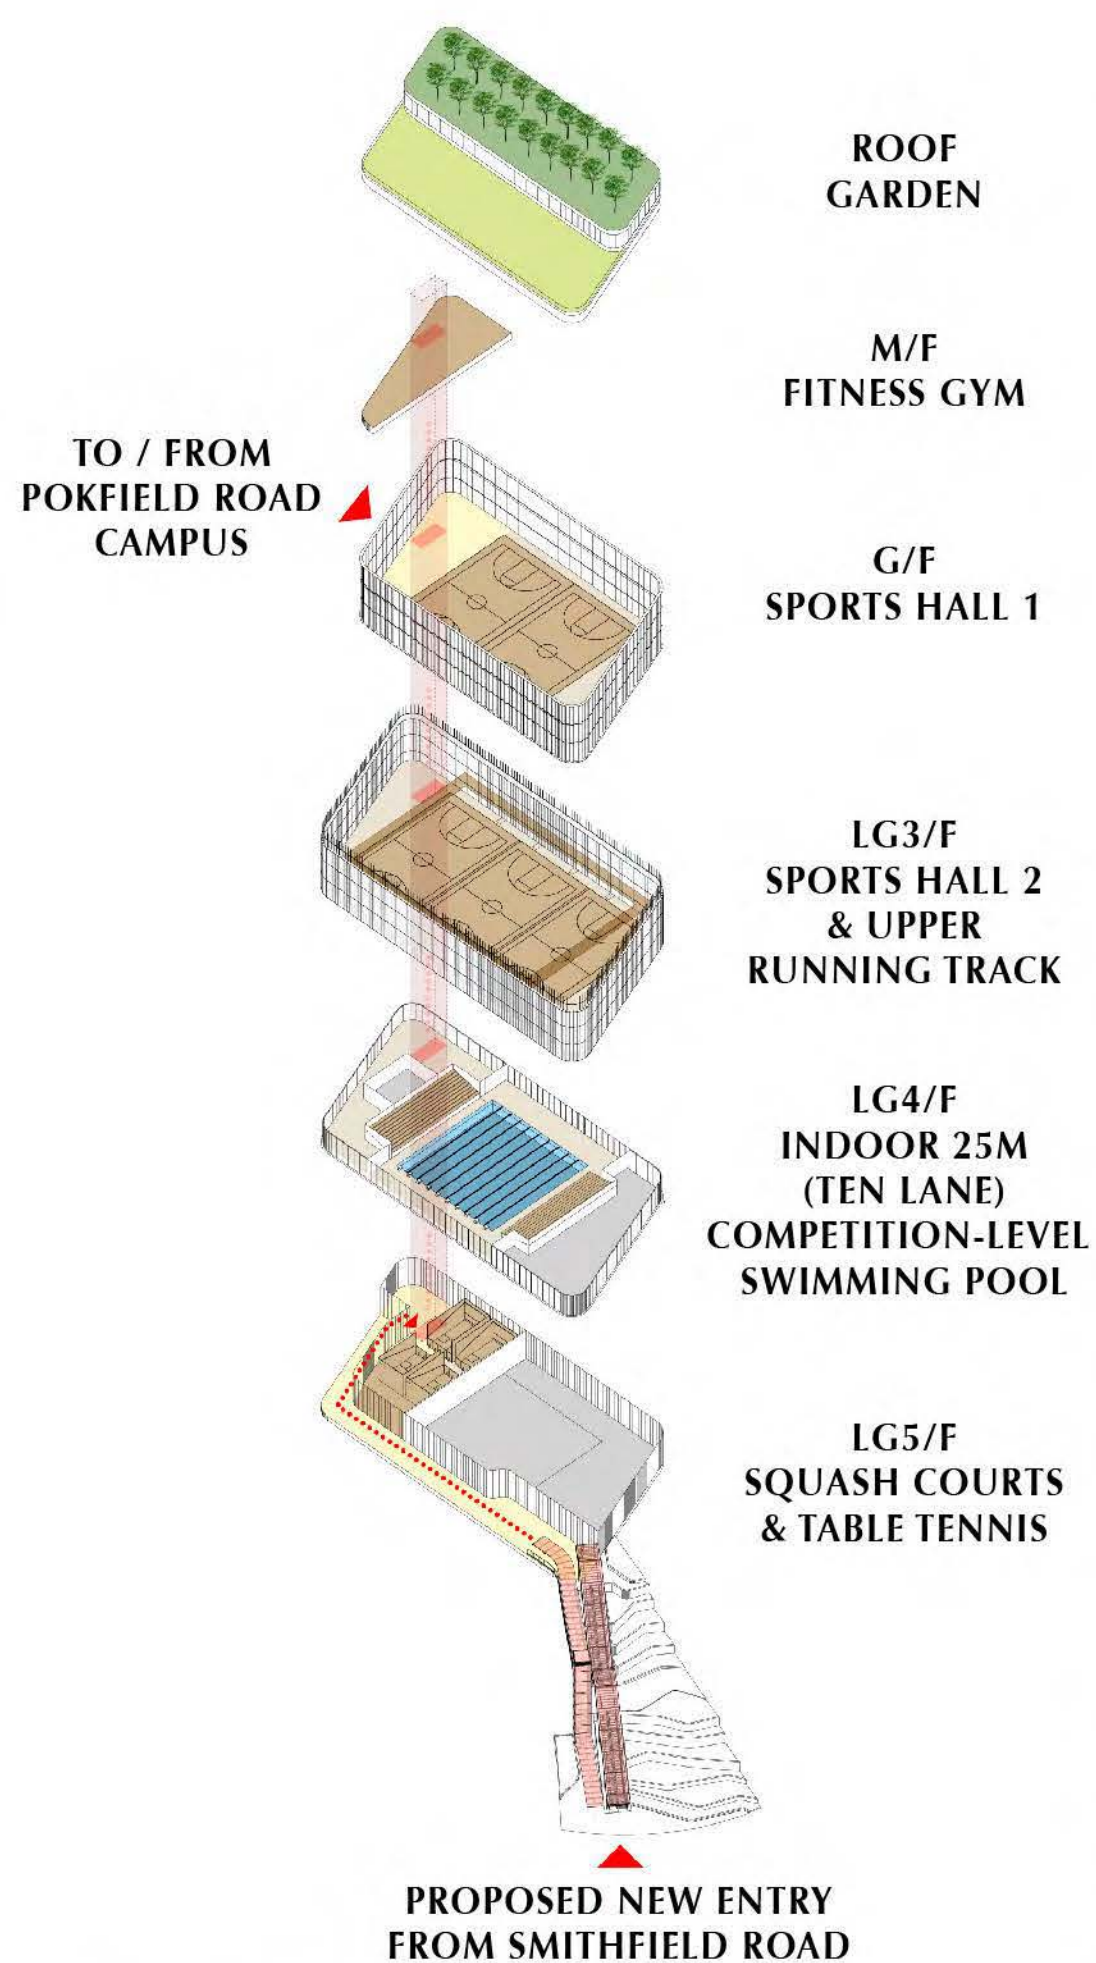 ROOF
GARDEN
M/F
FITNESS GYM
TO / FROM
POKFIELD ROAD
CAMPUS
G/F
SPORTS HALL 1
LG3/F
SPORTS HALL 2
& UPPER
RUNNING TRACK
LG4/F
INDOOR 25M
(TEN LANE)
COMPETITION-LEVEL
SWIMMING POOL
LG5/F
SQUASH COURTS
& TABLE TENNIS
PROPOSED NEW ENTRY
FROM SMITHFIELD ROAD